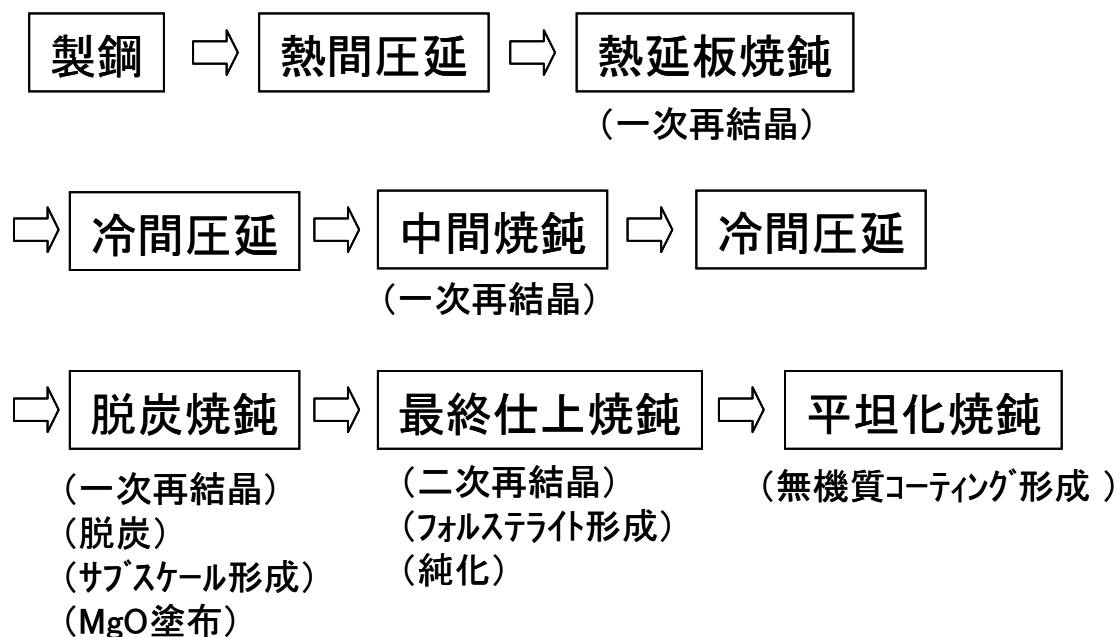 製鋼 ⇨ 熱間圧延 ⇨ 熱延板焼鈍
（一次再結晶）
⇨ 冷間圧延 ⇨ 中間焼鈍 ⇨ 冷間圧延
（一次再結晶）
⇨ 脱炭焼鈍 ⇨ 最終仕上焼鈍 ⇨ 平坦化焼鈍
（一次再結晶）
（脱炭）
（サブスケール形成）
（MgO塗布）
（二次再結晶）
（フォルステライト形成）
（純化）
（無機質コーティング形成 ）